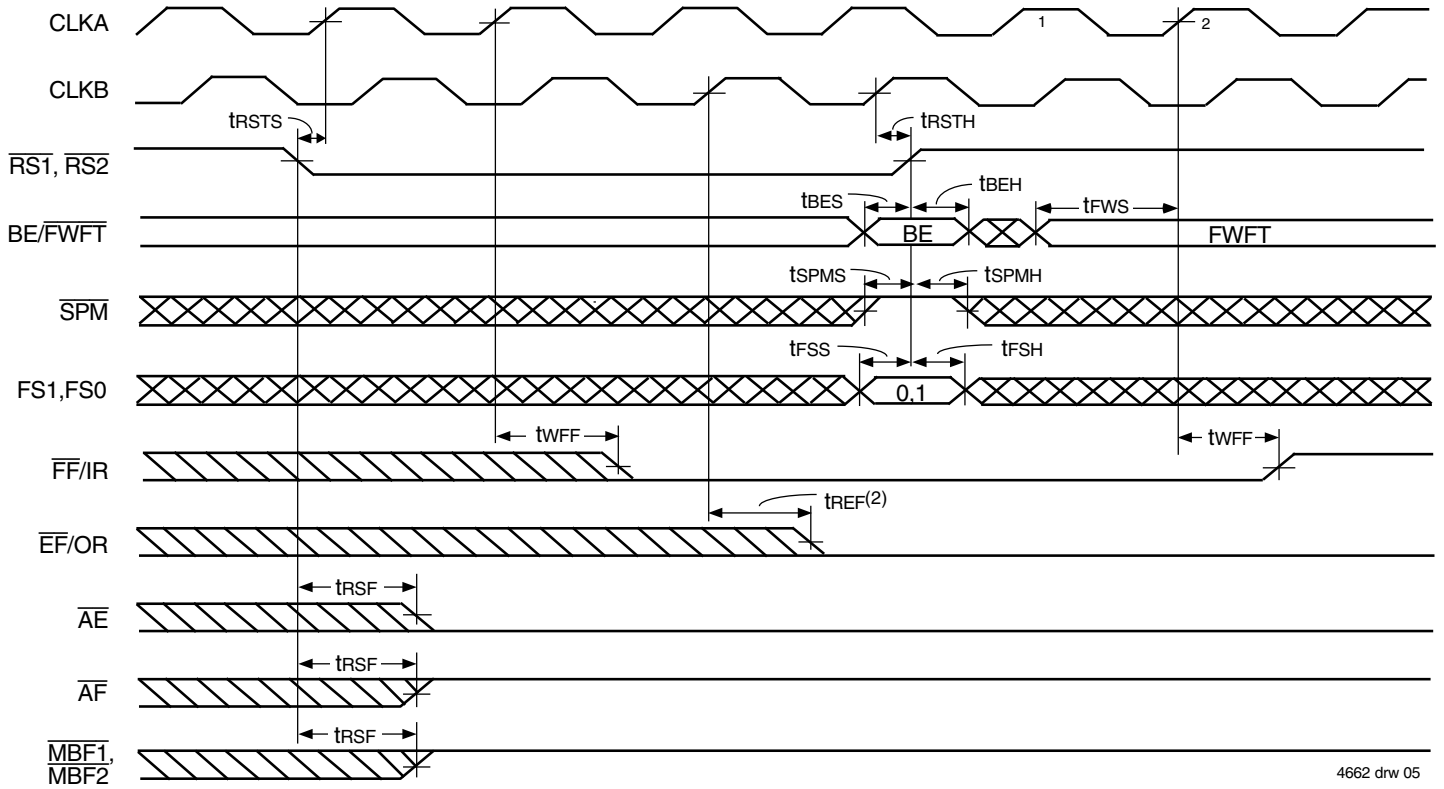 CLKA
1
2
CLKB
tRSTS
tRSTH
RS1, RS2
tBES
tBEH
tFWS
BE/FWFT
BE
FWFT
tSPMS
tSPMH
SPM
tFSS
tFSH
FS1,FS0
0,1
tWFF
tWFF
FF/IR
tREF(2)
EF/OR
tRSF
AE
tRSF
AF
tRSF
MBF1,
MBF2
4662 drw 05